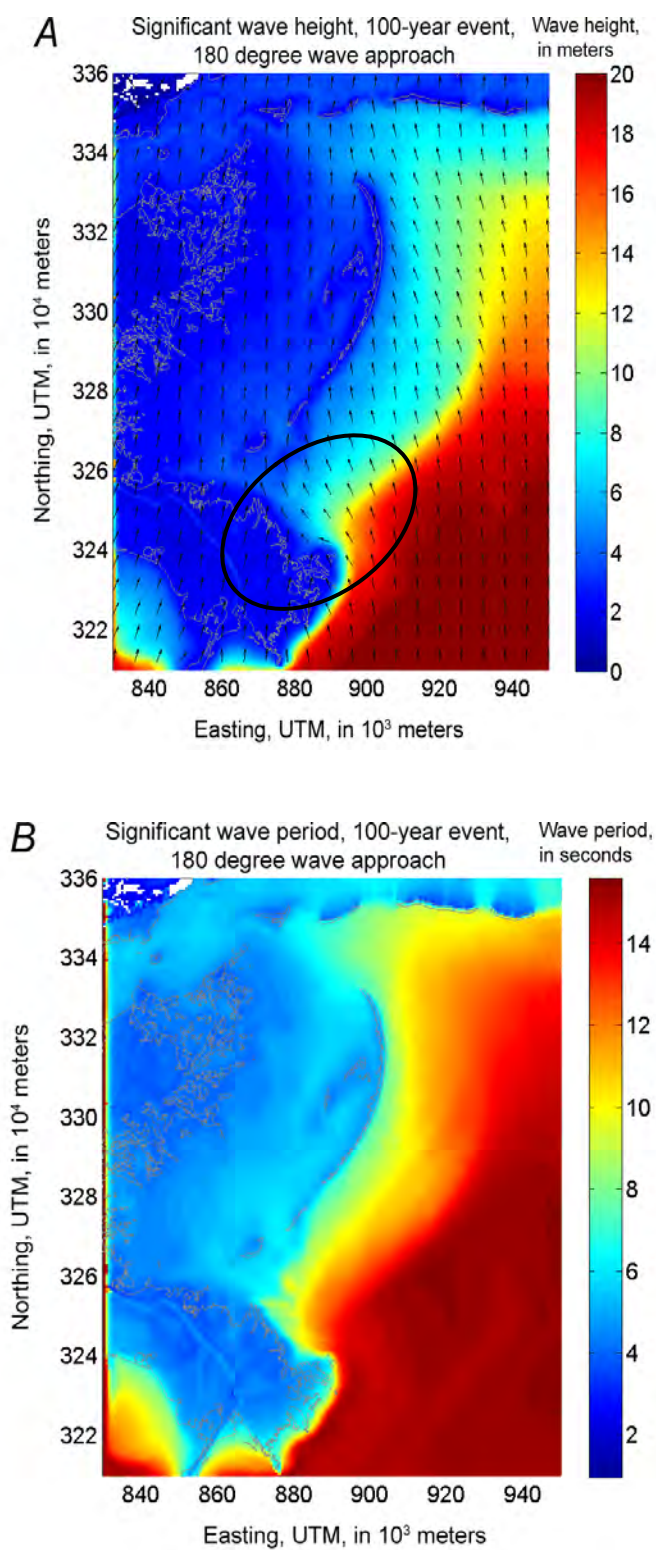 A
Significant wave height, 100-year event,
180 degree wave approach
Wave height,
in meters
336
334
332
330
328
326
324
322
Northing, UTM, in 10⁴ meters
840 860 880 900 920 940
Easting, UTM, in 10³ meters
20
18
16
14
12
10
8
6
4
2
0
B
Significant wave period, 100-year event,
180 degree wave approach
Wave period,
in seconds
336
334
332
330
328
326
324
322
Northing, UTM, in 10⁴ meters
840 860 880 900 920 940
Easting, UTM, in 10³ meters
14
12
10
8
6
4
2